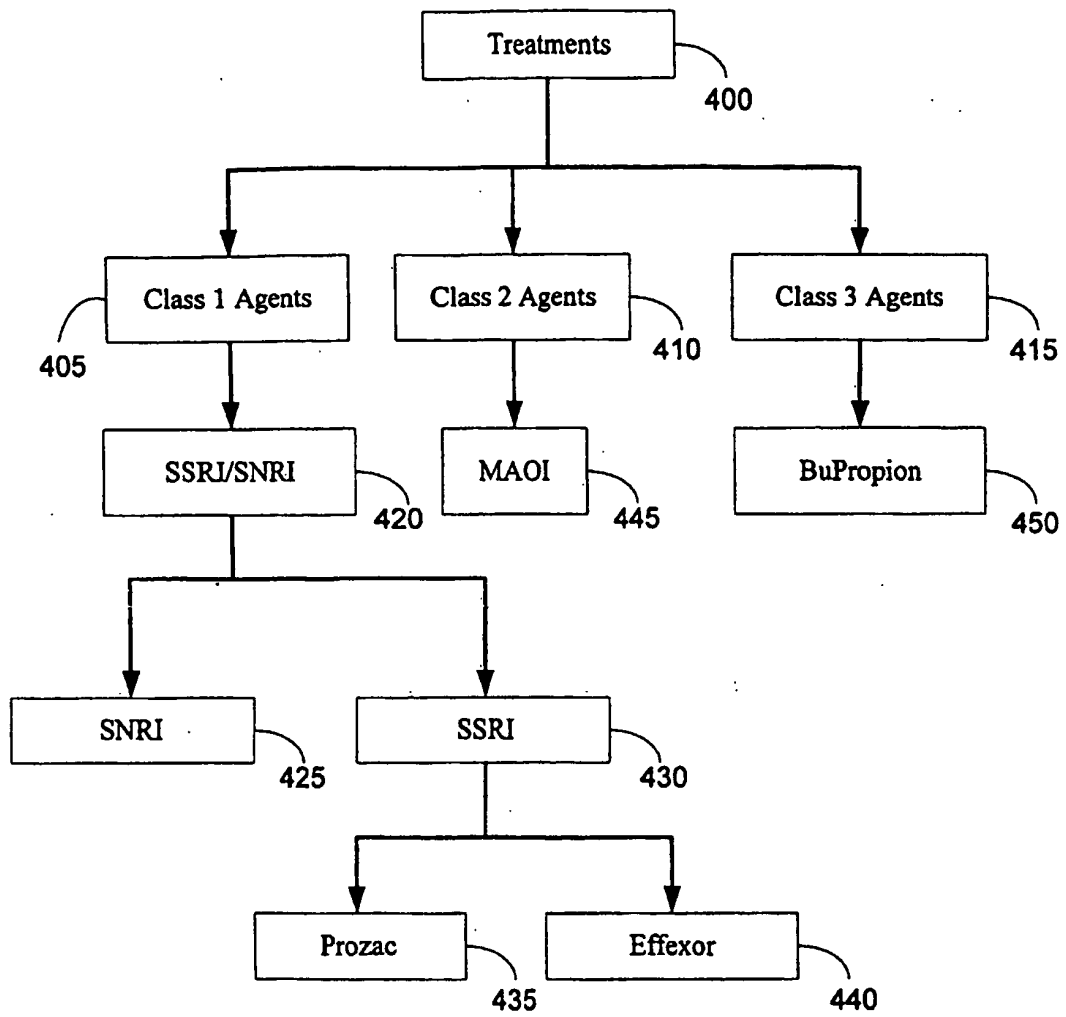 Treatments
400
Class 1 Agents
Class 2 Agents
Class 3 Agents
405
410
415
SSRI/SNRI
MAOI
BuPropion
420
445
450
SNRI
SSRI
425
430
Prozac
Effexor
435
440